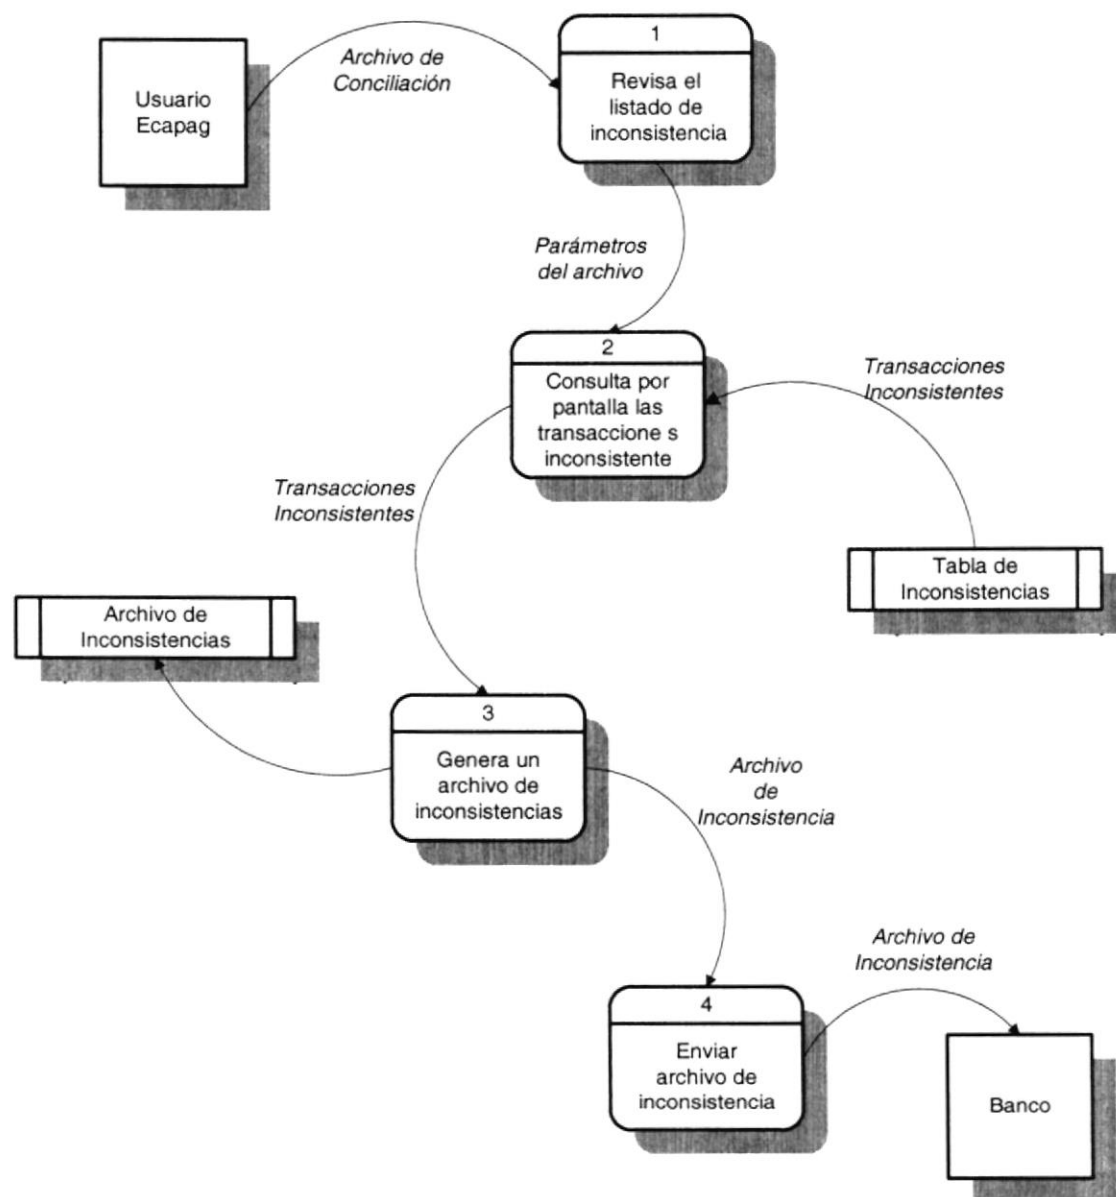 1
Archivo de
Conciliación
Usuario
Ecapag
Revisa el
listado de
inconsistencia
Parámetros
del archivo
2
Consulta por
pantalla las
transaccione s
inconsistente
Transacciones
Inconsistentes
Transacciones
Inconsistentes
Tabla de
Inconsistencias
Archivo de
Inconsistencias
3
Genera un
archivo de
inconsistencias
Archivo
de
Inconsistencia
4
Enviar
archivo de
inconsistencia
Archivo de
Inconsistencia
Banco